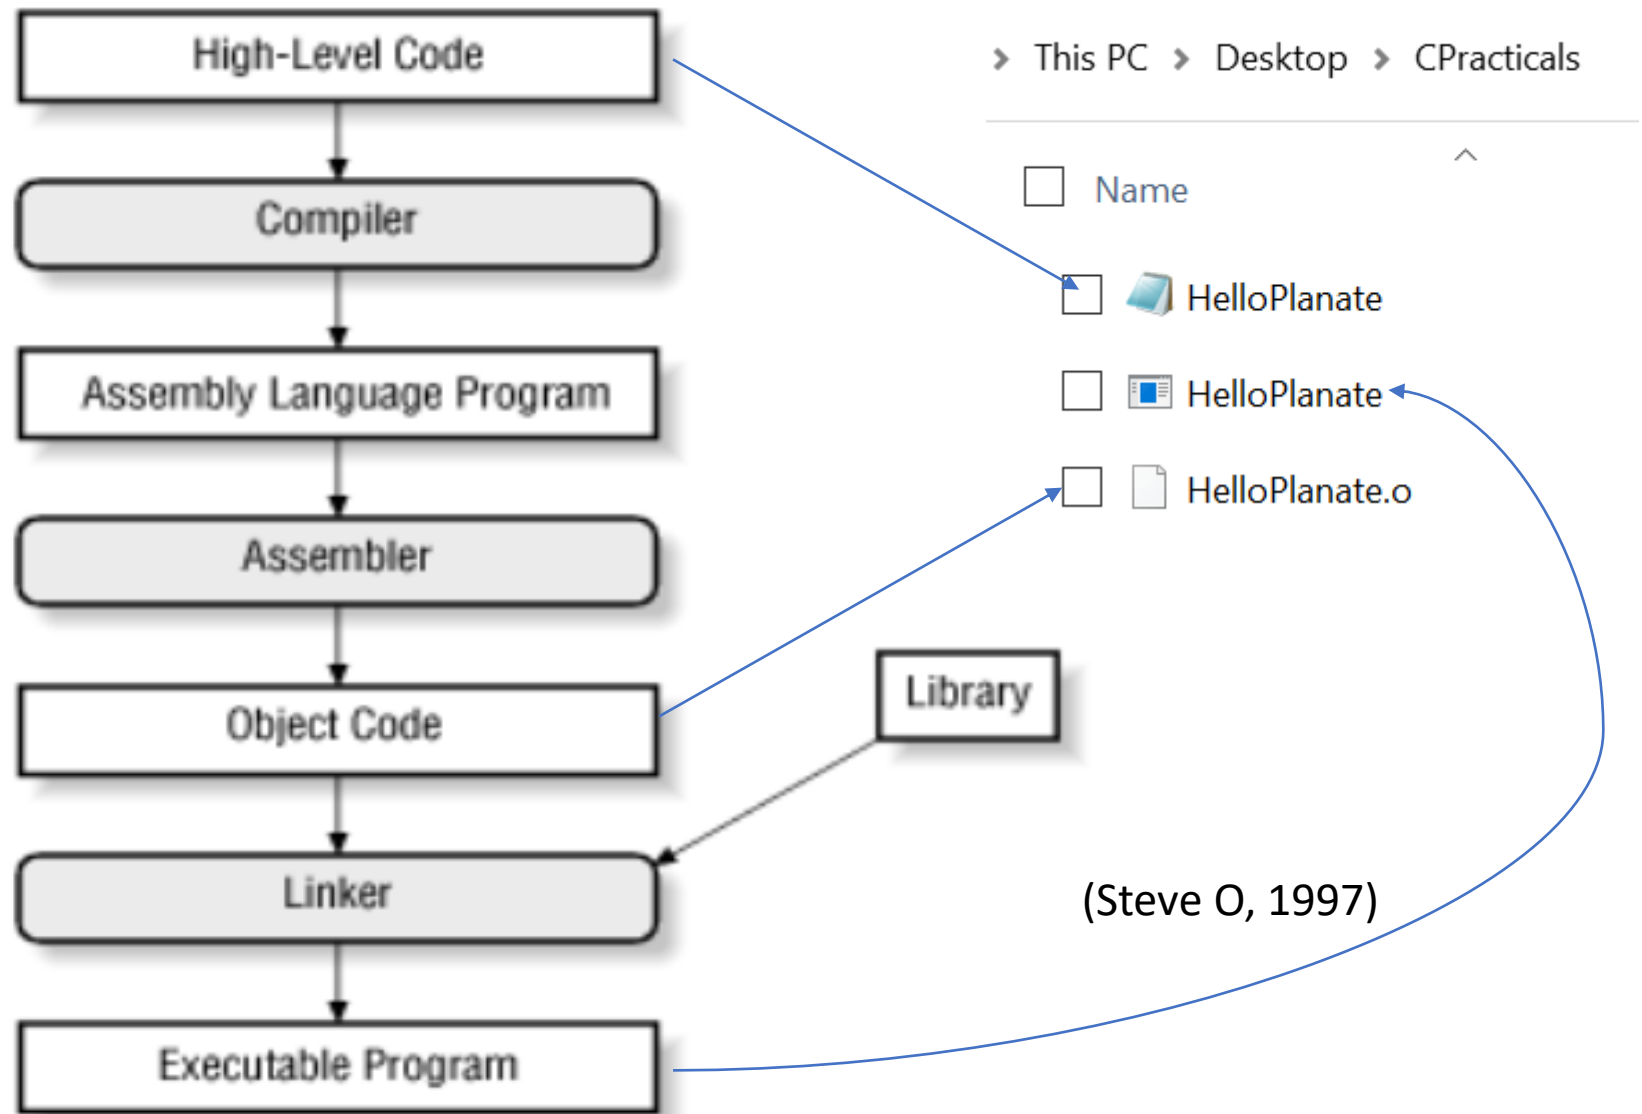 High-Level Code
Compiler
Assembly Language Program
Assembler
Object Code
Library
Linker
Executable Program
> This PC > Desktop > CPracticals
Name
HelloPlanate
HelloPlanate
HelloPlanate.o
(Steve O, 1997)